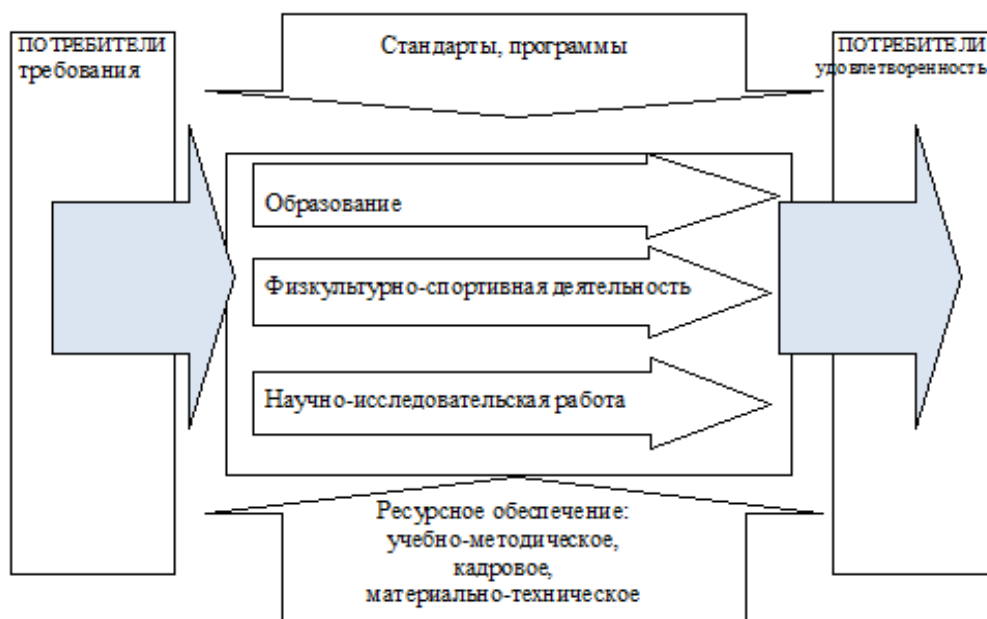 ПОТРЕБИТЕЛИ
требования
Стандарты, программы
ПОТРЕБИТЕЛИ
удовлетворенность
Образование
Физкультурно-спортивная деятельность
Научно-исследовательская работа
Ресурсное обеспечение:
учебно-методическое,
кадровое,
материально-техническое